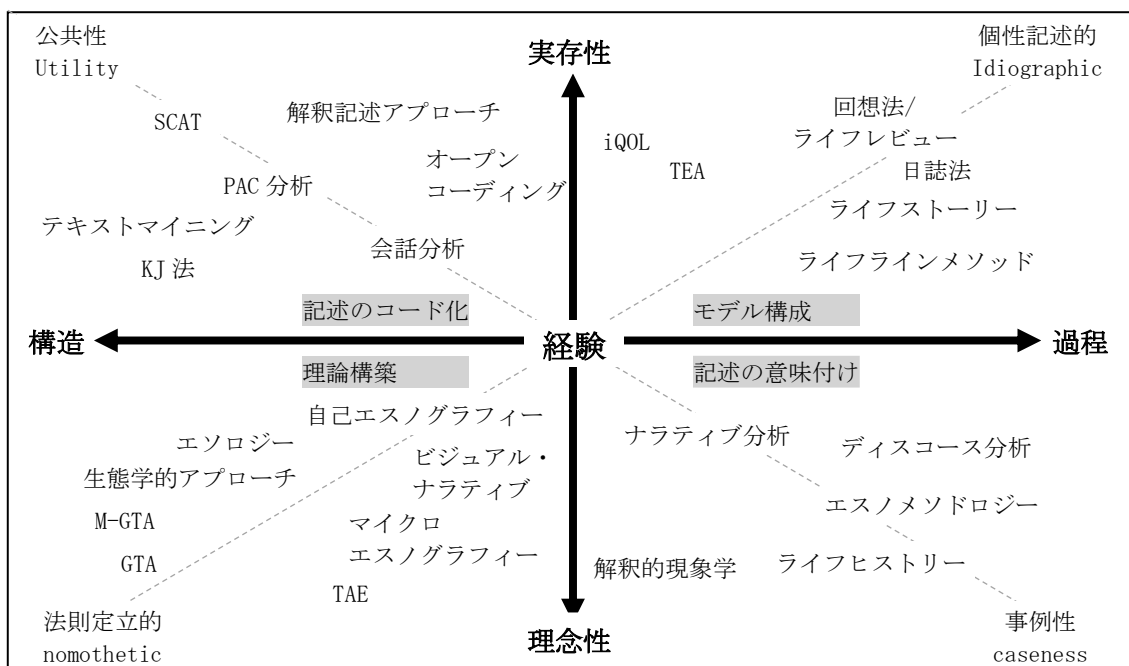 公共性
Utility
実存性
個性記述的
Idiographic
SCAT
解釈記述アプローチ
iQOL
回想法/
ライフレビュー
オープン
コーディング
TEA
日誌法
PAC 分析
ライフストーリー
テキストマイニング
会話分析
ライフラインメソッド
KJ 法
記述のコード化
モデル構成
構造
経験
過程
理論構築
記述の意味付け
自己エスノグラフィー
ナラティブ分析
ディスコース分析
エソロジー
生態学的アプローチ
ビジュアル・
ナラティブ
エスノメソドロジー
M-GTA
マイクロ
エスノグラフィー
GTA
解釈的現象学
ライフヒストリー
TAE
法則定立的
nomothetic
理念性
事例性
caseness